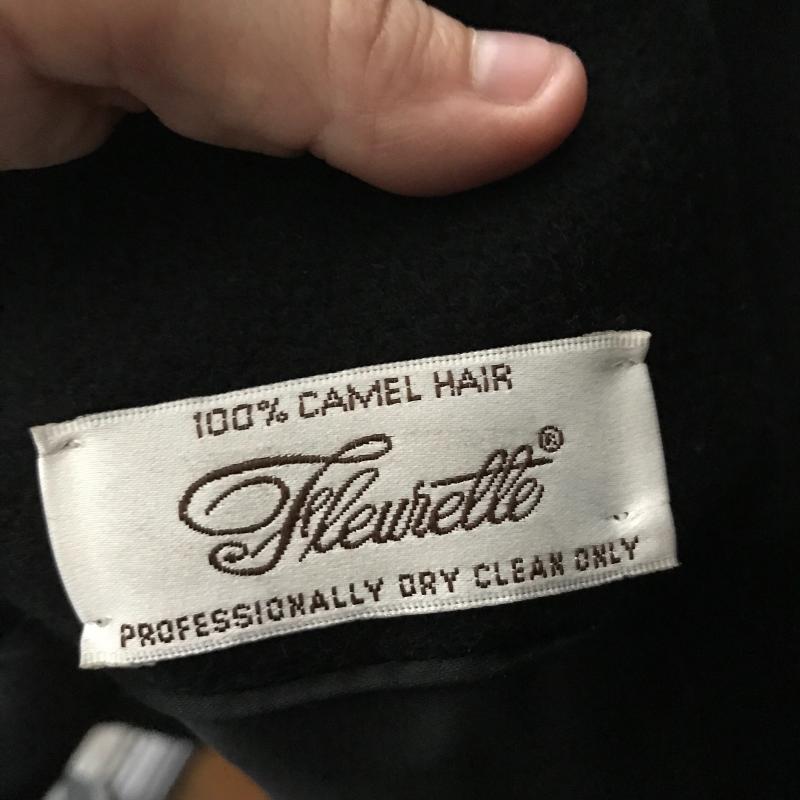 100% CAMEL HAIR
Fleurette®
PROFESSIONALLY DRY CLEAN ONLY